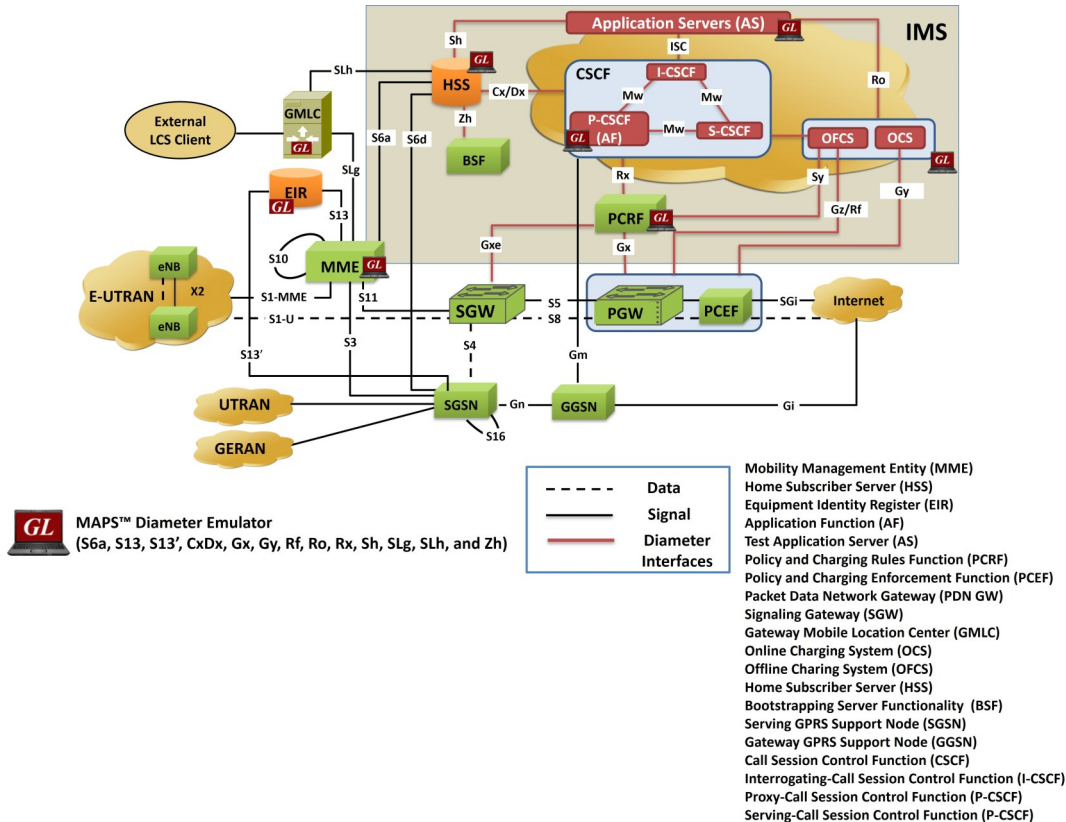 Application Servers (AS)
GL
IMS
Sh
GL
ISC
SLh
HSS
CSCF
I-CSCF
Ro
Cx/Dx
GMLC
Mw
Mw
External
LCS Client
S6a
S6d
Zh
P-CSCF
(AF)
Mw
S-CSCF
OFCS
OCS
GL
GL
BSF
GL
SLg
Rx
Sy
Gy
EIR
GL
S13
PCRF
GL
Gz/Rf
Gxe
Gx
S10
MME
GL
eNB
E-UTRAN
X2
S1-MME
S11
S5
SGi
Internet
eNB
S1-U
SGW
S8
PGW
PCEF
S13’
S3
S4
Gm
UTRAN
SGSN
Gn
GGSN
Gi
S16
GERAN
Data
Signal
Diameter
Interfaces
GL
MAPS™ Diameter Emulator
(S6a, S13, S13’, CxDx, Gx, Gy, Rf, Ro, Rx, Sh, SLg, SLh, and Zh)
Mobility Management Entity (MME)
Home Subscriber Server (HSS)
Equipment Identity Register (EIR)
Application Function (AF)
Test Application Server (AS)
Policy and Charging Rules Function (PCRF)
Policy and Charging Enforcement Function (PCEF)
Packet Data Network Gateway (PDN GW)
Signaling Gateway (SGW)
Gateway Mobile Location Center (GMLC)
Online Charging System (OCS)
Offline Charing System (OFCS)
Home Subscriber Server (HSS)
Bootstrapping Server Functionality (BSF)
Serving GPRS Support Node (SGSN)
Gateway GPRS Support Node (GGSN)
Call Session Control Function (CSCF)
Interrogating-Call Session Control Function (I-CSCF)
Proxy-Call Session Control Function (P-CSCF)
Serving-Call Session Control Function (P-CSCF)